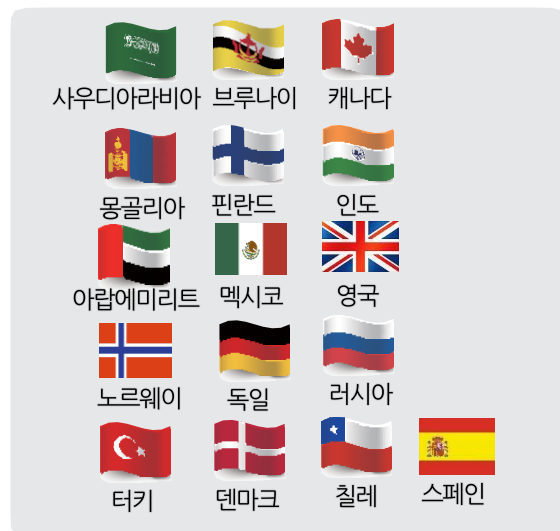 사우디아라비아 브루나이 캐나다
몽골리아 핀란드 인도
아랍에미리트 멕시코 영국
노르웨이 독일 러시아
터키 덴마크 칠레 스페인